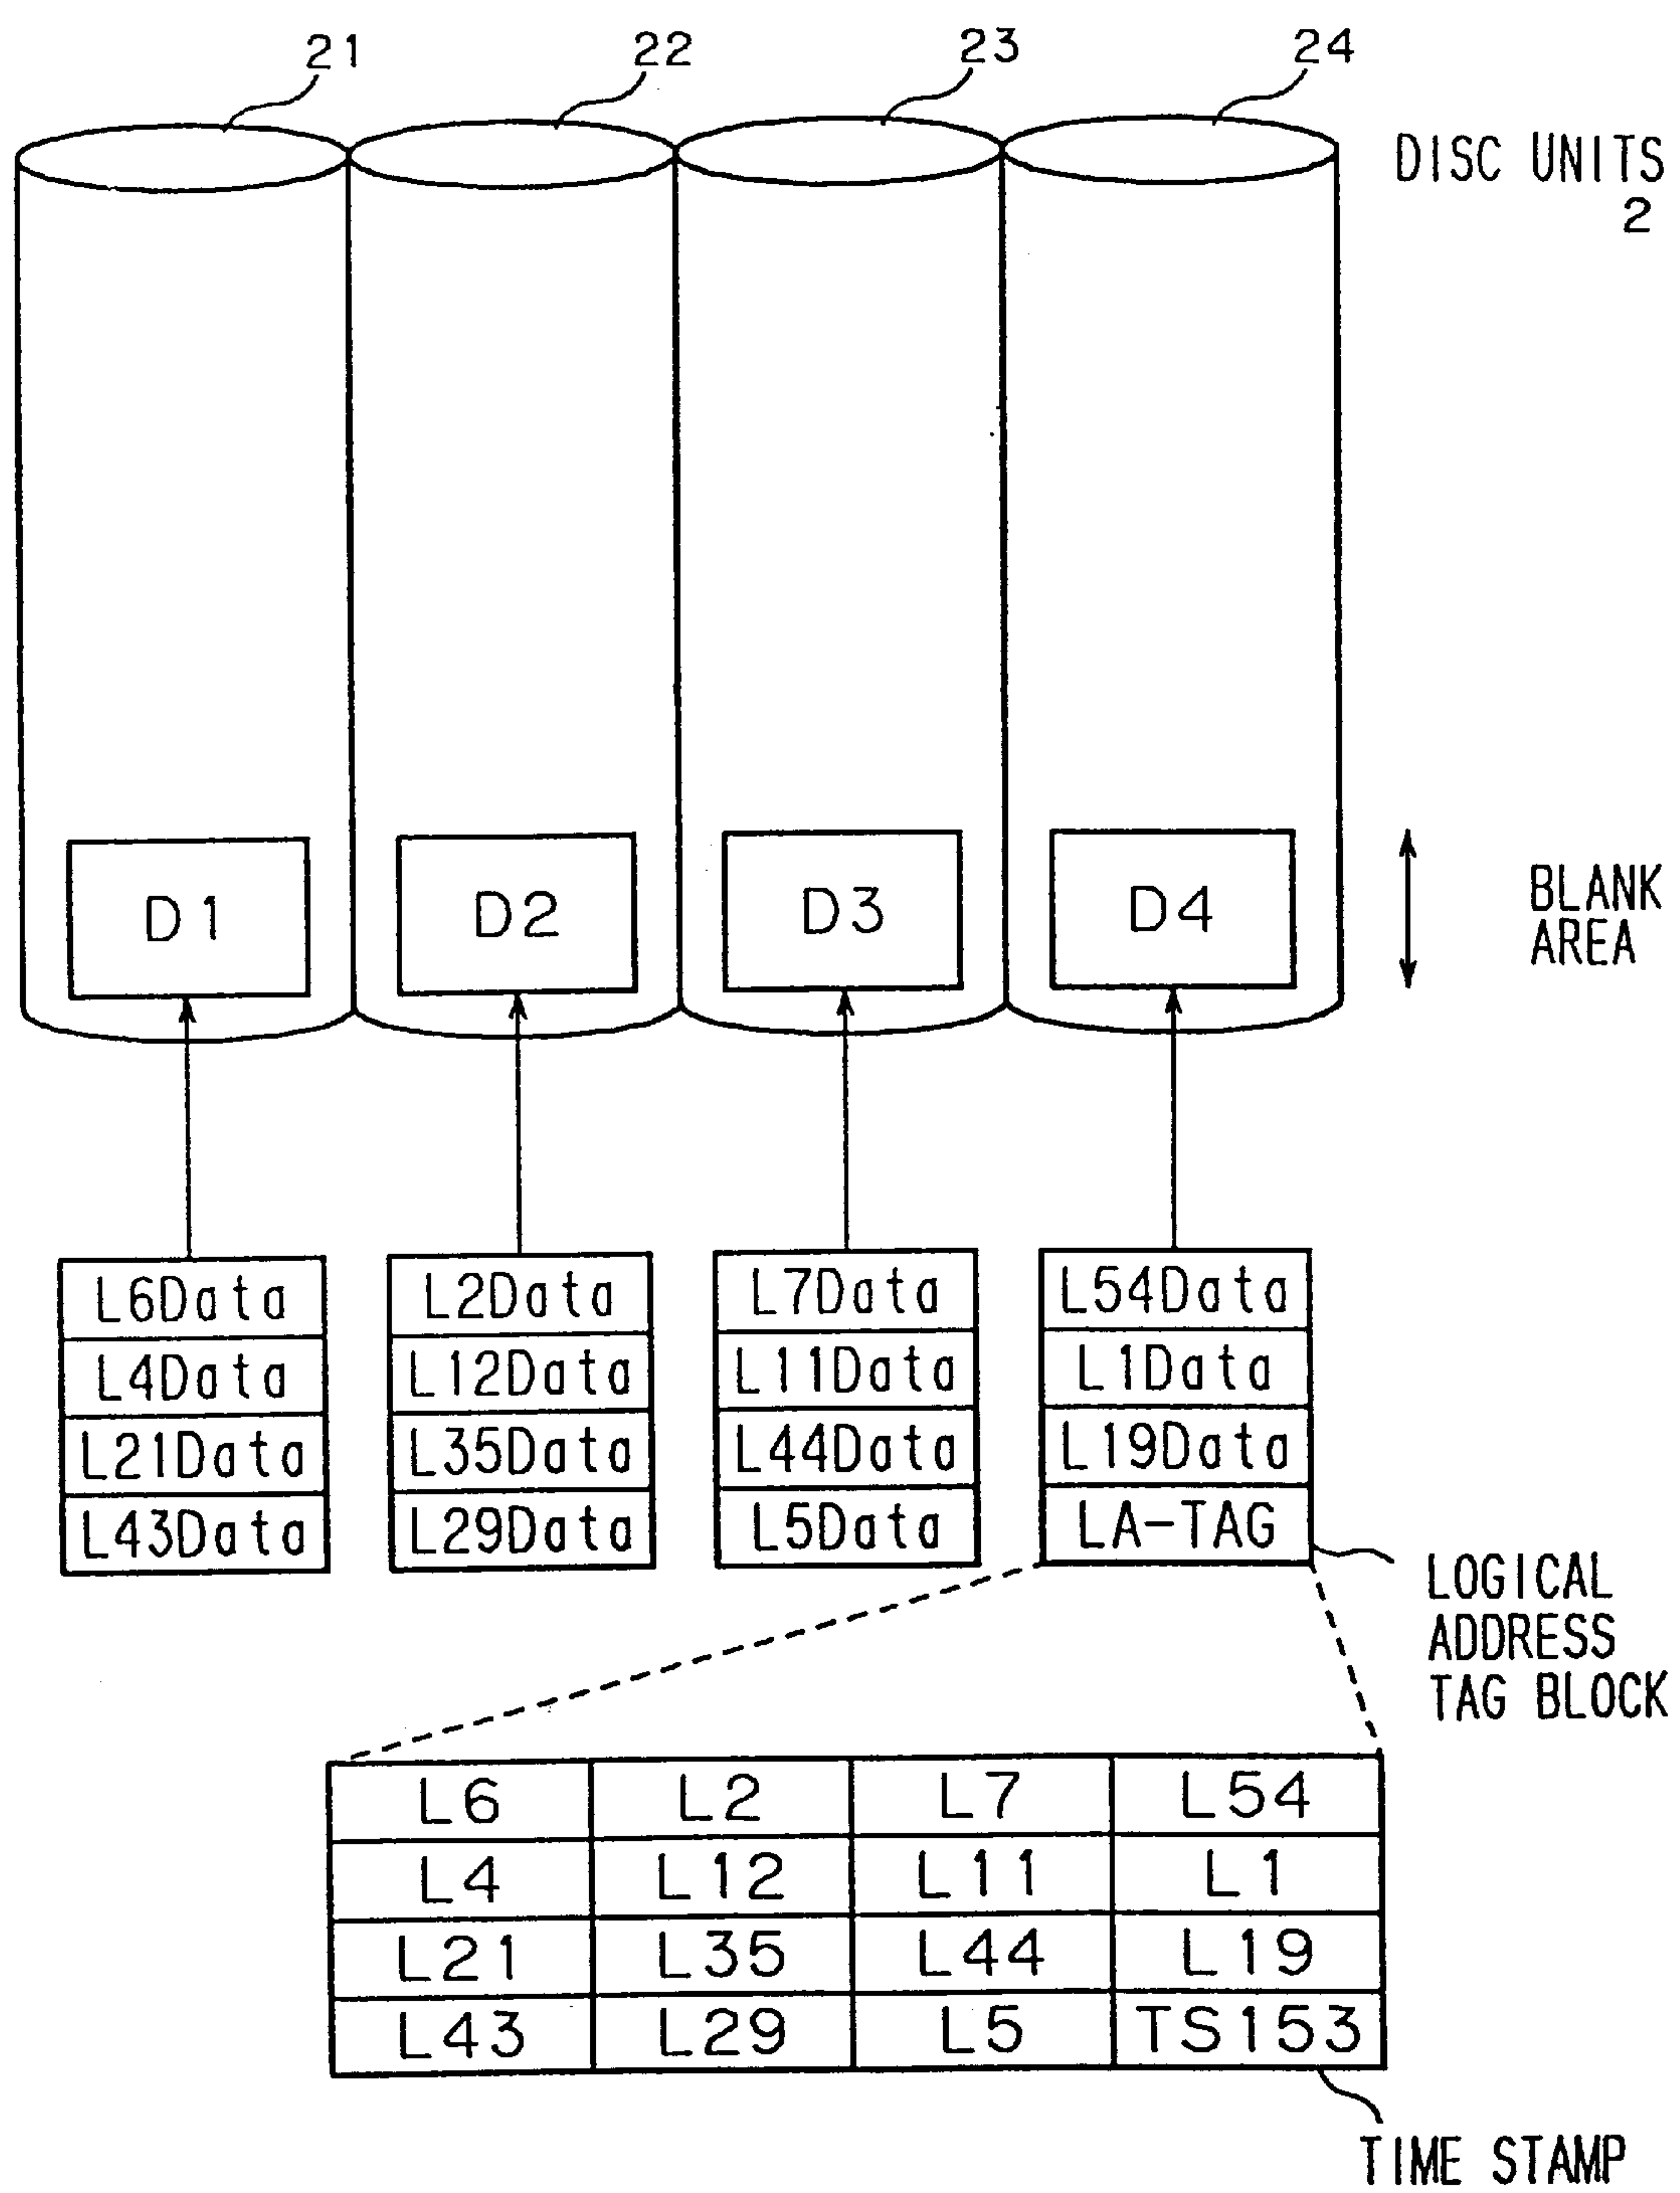 21 22 23 24
DISC UNITS
2
D1 D2 D3 D4
BLANK
AREA
L6Data L2Data L7Data L54Data
L4Data L12Data L11Data L1Data
L21Data L35Data L44Data L19Data
L43Data L29Data L5Data LA-TAG
LOGICAL
ADDRESS
TAG BLOCK
L6 L2 L7 L54
L4 L12 L11 L1
L21 L35 L44 L19
L43 L29 L5 TS153
TIME STAMP